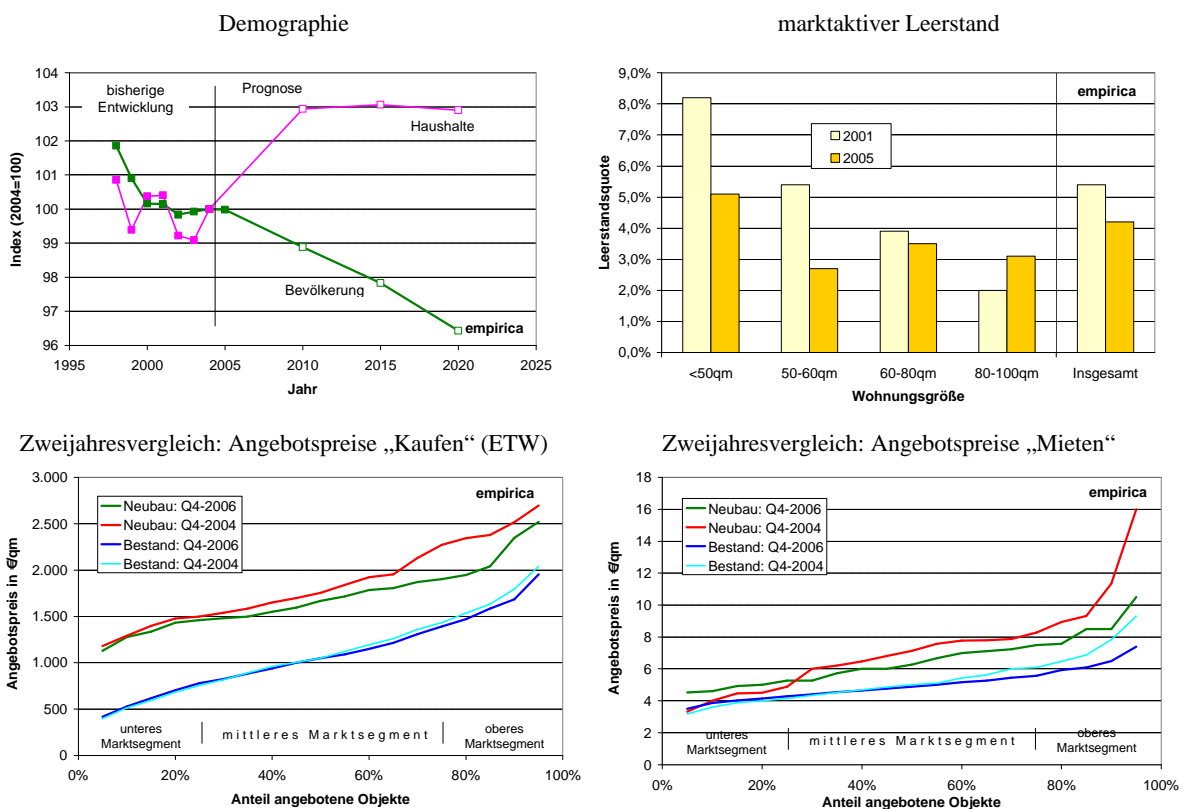 Demographie
104
103
102
101
100
99
98
97
96
1995
2000
2005
2010
2015
2020
2025
Index (2004=100)
Jahr
bisherige
Entwicklung
Prognose
Haushalte
Bevölkerung
empirica
marktaktiver Leerstand
9,0%
8,0%
7,0%
6,0%
5,0%
4,0%
3,0%
2,0%
1,0%
0,0%
Leerstandsquote
empirica
2001
2005
<50qm
50-60qm
60-80qm
80-100qm
Insgesamt
Wohnungsgröße
Zweijahresvergleich: Angebotspreise „Kaufen“ (ETW)
3.000
2.500
2.000
1.500
1.000
500
0
Angebotspreis in €/qm
Neubau: Q4-2006
Neubau: Q4-2004
Bestand: Q4-2006
Bestand: Q4-2004
empirica
unteres
Marktsegment
mittleres Marktsegment
oberes
Marktsegment
0%
20%
40%
60%
80%
100%
Anteil angebotene Objekte
Zweijahresvergleich: Angebotspreise „Mieten“
18
16
14
12
10
8
6
4
2
0
Angebotspreis in €/qm
Neubau: Q4-2006
Neubau: Q4-2004
Bestand: Q4-2006
Bestand: Q4-2004
empirica
unteres
Marktsegment
mittleres Marktsegment
oberes
Marktsegment
0%
20%
40%
60%
80%
100%
Anteil angebotene Objekte